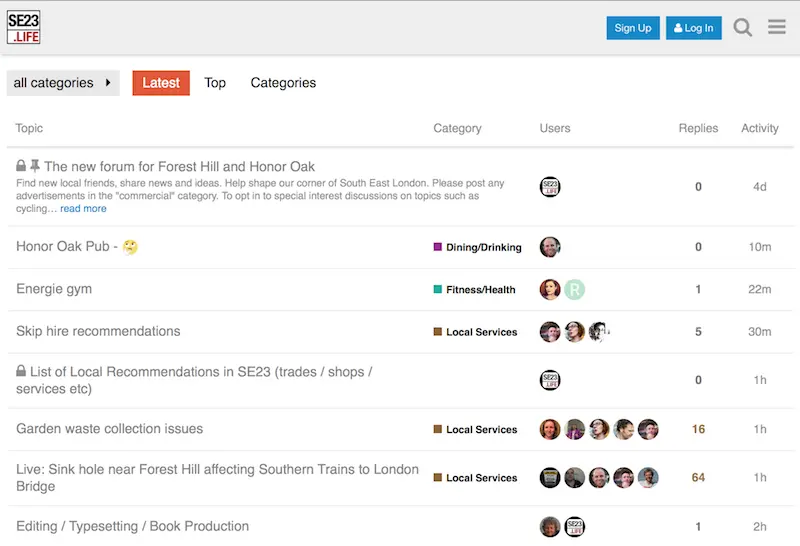 SE23
.LIFE
Sign Up Log In
all categories Latest Top Categories
Topic Category Users Replies Activity
The new forum for Forest Hill and Honor Oak
Find new local friends, share news and ideas. Help shape our corner of South East London. Please post any
advertisements in the "commercial" category. To opt in to special interest discussions on topics such as
cycling… read more
SE23
.LIFE
0 4d
Honor Oak Pub - 🤔 Dining/Drinking 0 10m
Energie gym Fitness/Health R 1 22m
Skip hire recommendations Local Services 5 30m
List of Local Recommendations in SE23 (trades / shops /
services etc)
SE23
.LIFE
0 1h
Garden waste collection issues Local Services 16 1h
Live: Sink hole near Forest Hill affecting Southern Trains to London
Bridge
Local Services 64 1h
Editing / Typesetting / Book Production
SE23
.LIFE
1 2h